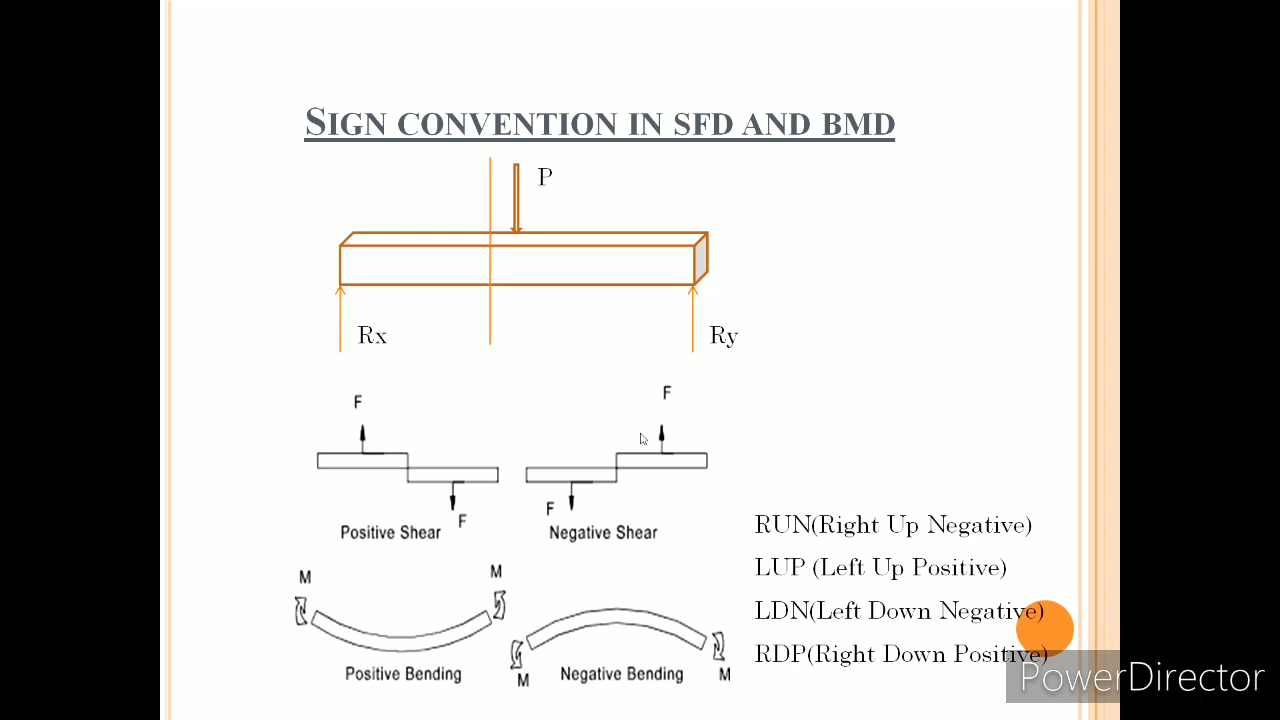 SIGN CONVENTION IN SFD AND BMD
P
Rx
Ry
F
F
F
F
Positive Shear
Negative Shear
M
M
Positive Bending
M
M
Negative Bending
RUN(Right Up Negative)
LUP (Left Up Positive)
LDN(Left Down Negative)
RDP(Right Down Positive)
PowerDirector